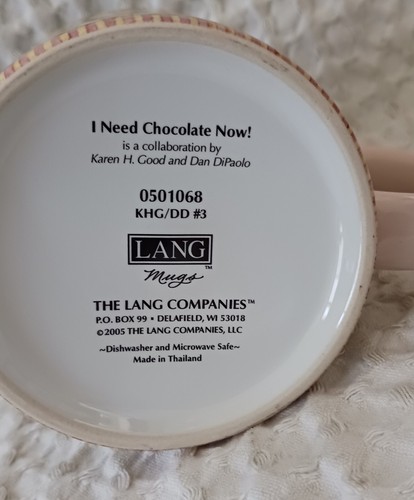 I Need Chocolate Now!
is a collaboration by
Karen H. Good and Dan DiPaolo
0501068
KHG/DD #3
LANG
Mugs™
THE LANG COMPANIES™
P.O. BOX 99 • DELAFIELD, WI 53018
©2005 THE LANG COMPANIES, LLC
~Dishwasher and Microwave Safe~
Made in Thailand